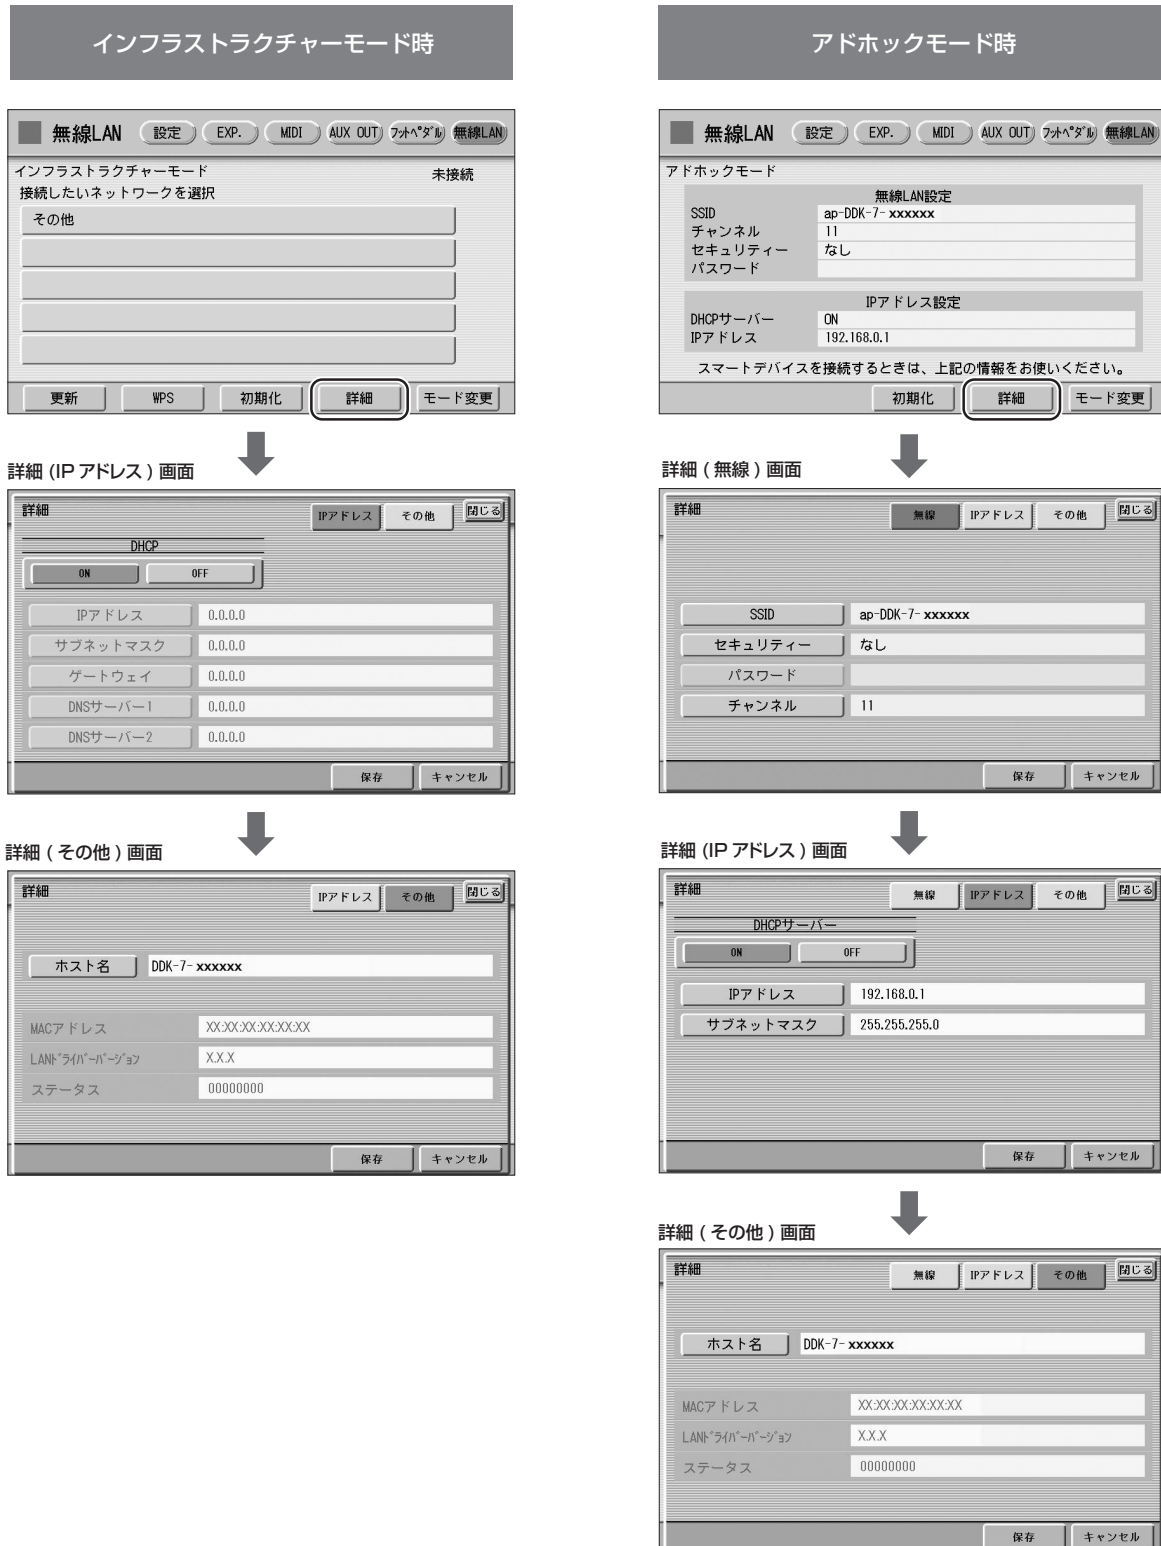 インフラストラクチャーモード時
無線LAN 設定 EXP. MIDI AUX OUT フットペダル 無線LAN
インフラストラクチャーモード 未接続
接続したいネットワークを選択
その他
更新 WPS 初期化 詳細 モード変更
詳細 (IP アドレス ) 画面
詳細 IPアドレス その他 閉じる
DHCP
ON OFF
IPアドレス 0.0.0.0
サブネットマスク 0.0.0.0
ゲートウェイ 0.0.0.0
DNSサーバー1 0.0.0.0
DNSサーバー2 0.0.0.0
保存 キャンセル
詳細 ( その他 ) 画面
詳細 IPアドレス その他 閉じる
ホスト名 DDK-7- xxxxxx
MACアドレス XX:XX:XX:XX:XX:XX
LANドライバーバージョン X.X.X
ステータス 00000000
保存 キャンセル
アドホックモード時
無線LAN 設定 EXP. MIDI AUX OUT フットペダル 無線LAN
アドホックモード
無線LAN設定
SSID ap-DDK-7- xxxxxx
チャンネル 11
セキュリティー なし
パスワード
IPアドレス設定
DHCPサーバー ON
IPアドレス 192.168.0.1
スマートデバイスを接続するときは、上記の情報をお使いください。
初期化 詳細 モード変更
詳細 ( 無線 ) 画面
詳細 無線 IPアドレス その他 閉じる
SSID ap-DDK-7- xxxxxx
セキュリティー なし
パスワード
チャンネル 11
保存 キャンセル
詳細 (IP アドレス ) 画面
詳細 無線 IPアドレス その他 閉じる
DHCPサーバー
ON OFF
IPアドレス 192.168.0.1
サブネットマスク 255.255.255.0
保存 キャンセル
詳細 ( その他 ) 画面
詳細 無線 IPアドレス その他 閉じる
ホスト名 DDK-7- xxxxxx
MACアドレス XX:XX:XX:XX:XX:XX
LANドライバーバージョン X.X.X
ステータス 00000000
保存 キャンセル